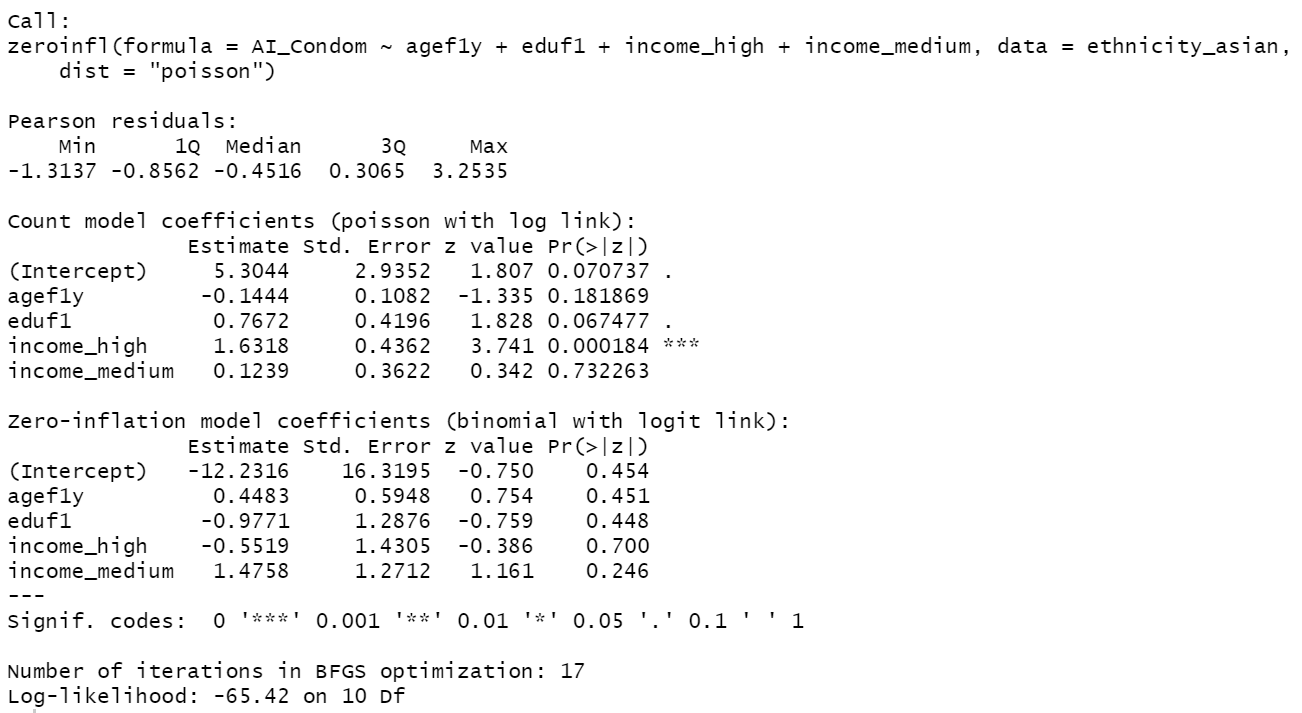 Call:
zeroinfl(formula = AI_Condom ~ agef1y + eduf1 + income_high + income_medium, data = ethnicity_asian,
    dist = "poisson")

Pearson residuals:
    Min      1Q  Median      3Q     Max
-1.3137 -0.8562 -0.4516  0.3065  3.2535

Count model coefficients (poisson with log link):
              Estimate Std. Error z value Pr(>|z|)
(Intercept)     5.3044     2.9352   1.807 0.070737 .
agef1y         -0.1444     0.1082  -1.335 0.181869
eduf1           0.7672     0.4196   1.828 0.067477 .
income_high     1.6318     0.4362   3.741 0.000184 ***
income_medium   0.1239     0.3622   0.342 0.732263

Zero-inflation model coefficients (binomial with logit link):
              Estimate Std. Error z value Pr(>|z|)
(Intercept)   -12.2316    16.3195  -0.750    0.454
agef1y          0.4483     0.5948   0.754    0.451
eduf1          -0.9771     1.2876  -0.759    0.448
income_high    -0.5519     1.4305  -0.386    0.700
income_medium   1.4758     1.2712   1.161    0.246
---
Signif. codes:  0 '***' 0.001 '**' 0.01 '*' 0.05 '.' 0.1 ' ' 1

Number of iterations in BFGS optimization: 17
Log-likelihood: -65.42 on 10 Df